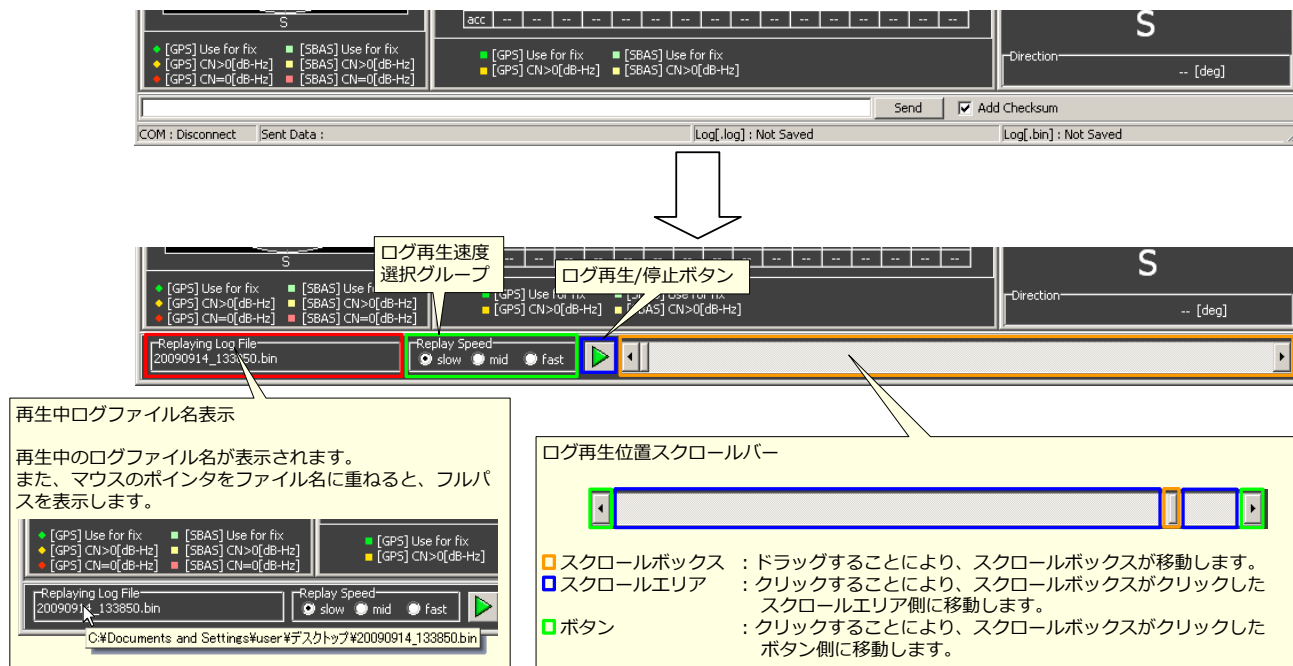 S
acc -- -- -- -- -- -- -- -- -- -- -- -- -- -- -- --
S
[GPS] Use for fix [SBAS] Use for fix
[GPS] CN>0[dB-Hz] [SBAS] CN>0[dB-Hz]
[GPS] CN=0[dB-Hz] [SBAS] CN=0[dB-Hz]
[GPS] Use for fix [SBAS] Use for fix
[GPS] CN>0[dB-Hz] [SBAS] CN>0[dB-Hz]
Direction
-- [deg]
Send Add Checksum
COM : Disconnect Sent Data : Log[.log] : Not Saved Log[.bin] : Not Saved
ログ再生速度
選択グループ
ログ再生/停止ボタン
S
-- -- -- -- -- -- -- -- -- -- -- -- -- -- --
S
[GPS] Use for fix [SBAS] Use f
[GPS] CN>0[dB-Hz] [SBAS] CN>0[dB-Hz]
[GPS] CN=0[dB-Hz] [SBAS] CN=0[dB-Hz]
[GPS] Use for fix [SBAS] Use for fix
[GPS] CN>0[dB-Hz] [SBAS] CN>0[dB-Hz]
Direction
-- [deg]
Replaying Log File
20090914_133850.bin
Replay Speed
slow mid fast
再生中ログファイル名表示
再生中のログファイル名が表示されます。
また、マウスのポインタをファイル名に重ねると、フルパ
スを表示します。
[GPS] Use for fix [SBAS] Use for fix
[GPS] CN>0[dB-Hz] [SBAS] CN>0[dB-Hz]
[GPS] CN=0[dB-Hz] [SBAS] CN=0[dB-Hz]
[GPS] Use for fix
[GPS] CN>0[dB-Hz]
Replaying Log File
20090914_133850.bin
Replay Speed
slow mid fast
C:¥Documents and Settings¥user¥デスクトップ¥20090914_133850.bin
ログ再生位置スクロールバー
スクロールボックス :ドラッグすることにより、スクロールボックスが移動します。
スクロールエリア :クリックすることにより、スクロールボックスがクリックした
スクロールエリア側に移動します。
ボタン :クリックすることにより、スクロールボックスがクリックした
ボタン側に移動します。